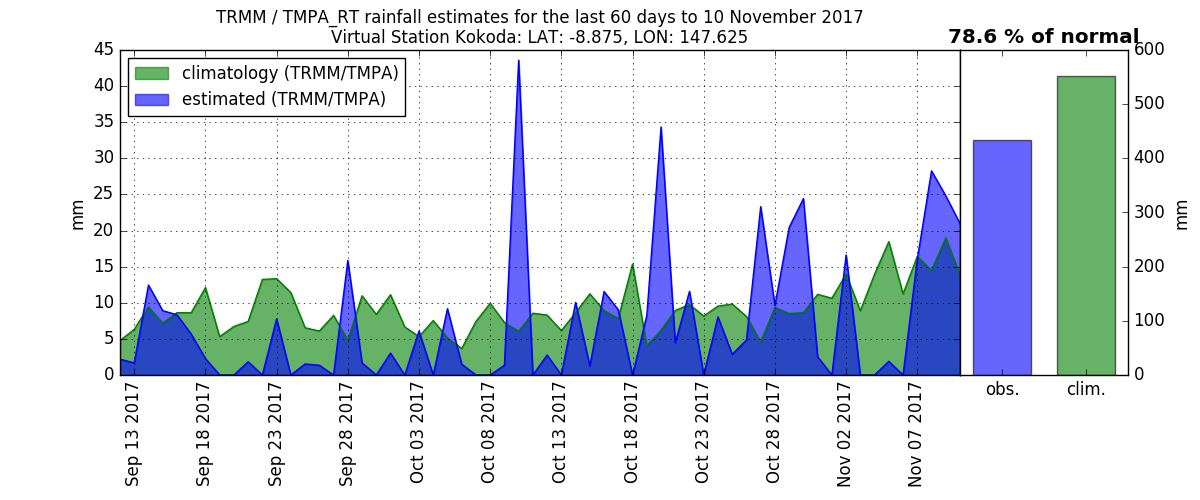 TRMM / TMPA_RT rainfall estimates for the last 60 days to 10 November 2017
Virtual Station Kokoda: LAT: -8.875, LON: 147.625
78.6 % of normal
climatology (TRMM/TMPA)
estimated (TRMM/TMPA)
mm
45
40
35
30
25
20
15
10
5
0
Sep 13 2017
Sep 18 2017
Sep 23 2017
Sep 28 2017
Oct 03 2017
Oct 08 2017
Oct 13 2017
Oct 18 2017
Oct 23 2017
Oct 28 2017
Nov 02 2017
Nov 07 2017
600
500
400
300
200
100
0
mm
obs.
clim.